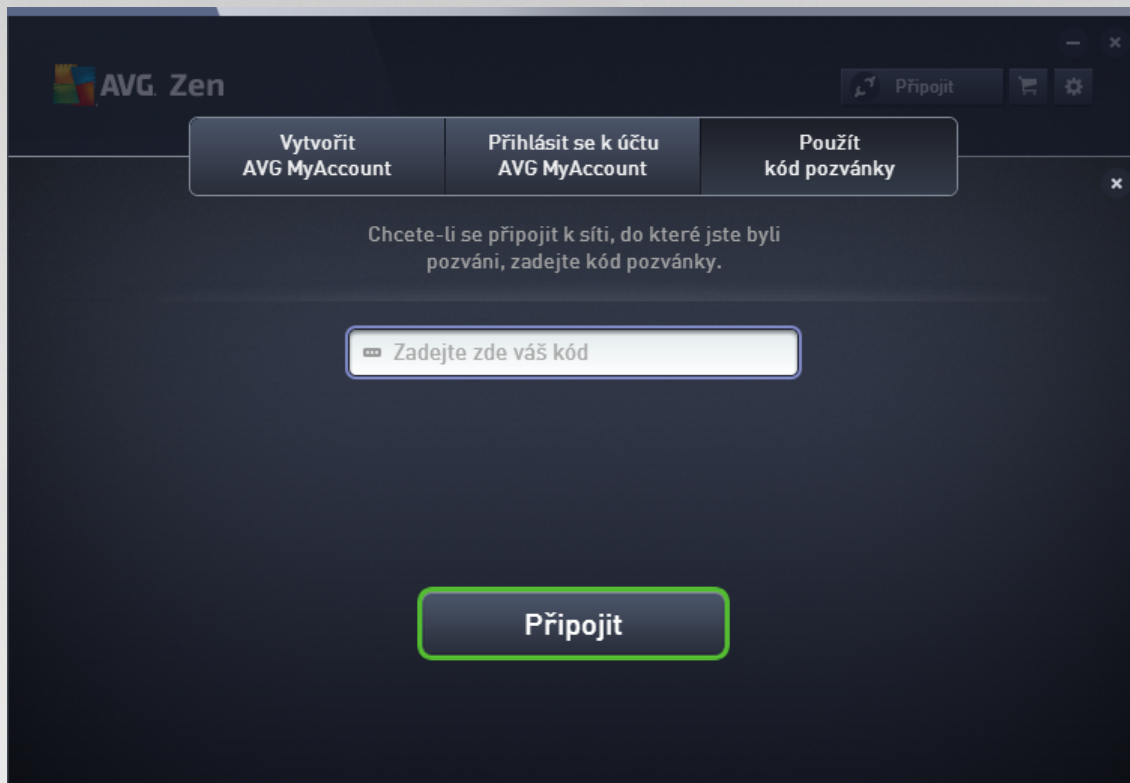 AVG. Zen
Připojit
Vytvořit
AVG MyAccount
Přihlásit se k účtu
AVG MyAccount
Použít
kód pozvánky
Chcete-li se připojit k síti, do které jste byli
pozváni, zadejte kód pozvánky.
Zadejte zde váš kód
Připojit